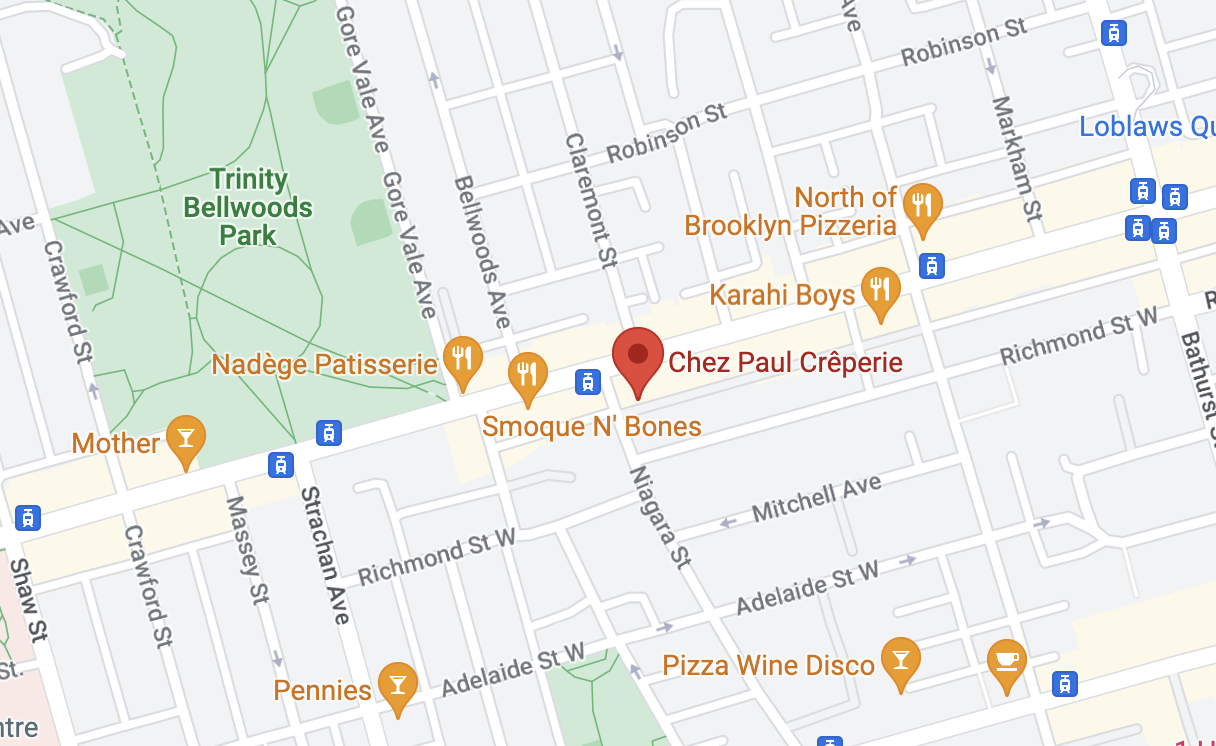 Gore Vale Ave
Ave
Robinson St
Markham St
Loblaws Qu
Robinson St
Claremont St
Trinity
Bellwoods
Park
Gore Vale Ave
Bellwoods Ave
North of
Brooklyn Pizzeria
Ave
Crawford St
Karahi Boys
Richmond St W
R
Bathurst St
Nadège Patisserie
Chez Paul Crêperie
Smoque N' Bones
Mother
Niagara St
Mitchell Ave
Strachan Ave
Massey St
Crawford St
Richmond St W
Shaw St
Adelaide St W
St.
Adelaide St W
Pizza Wine Disco
Pennies
ntre